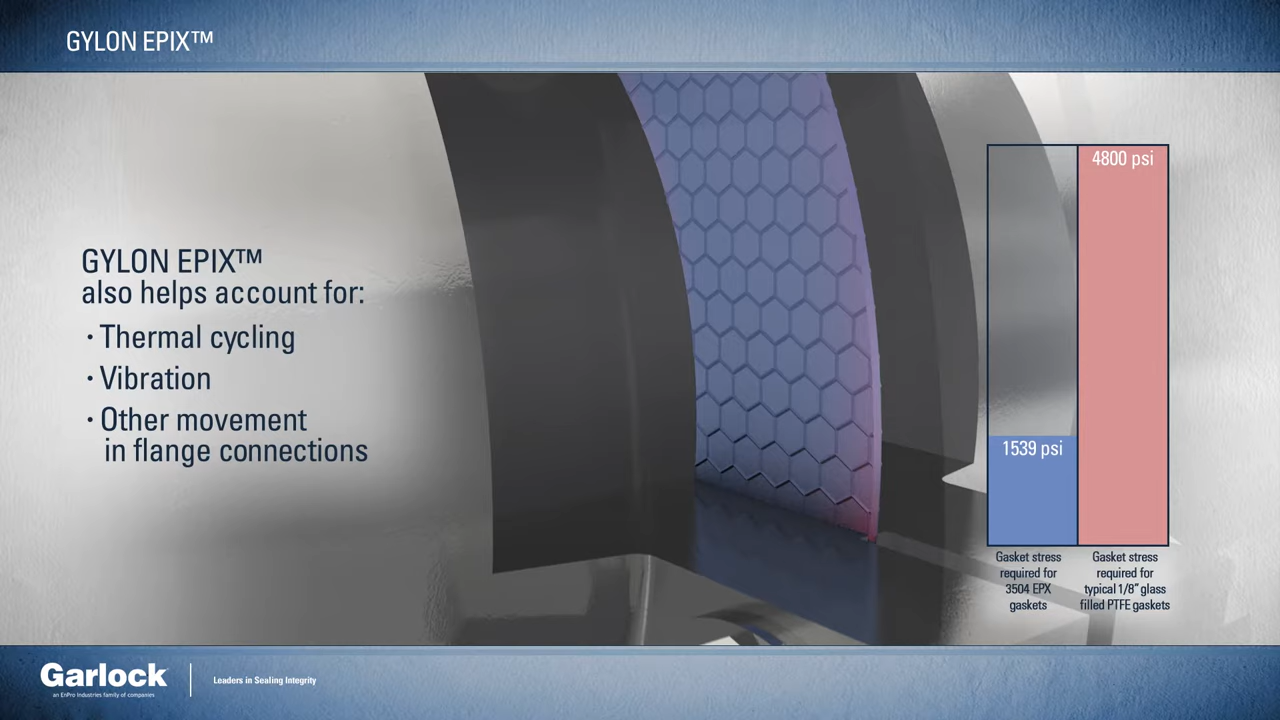 GYLON EPIX™
GYLON EPIX™
also helps account for:
· Thermal cycling
· Vibration
· Other movement
in flange connections
4800 psi
1539 psi
Gasket stress
required for
3504 EPX
gaskets
Gasket stress
required for
typical 1/8” glass
filled PTFE gaskets
Garlock
an EnPro Industries family of companies
Leaders in Sealing Integrity